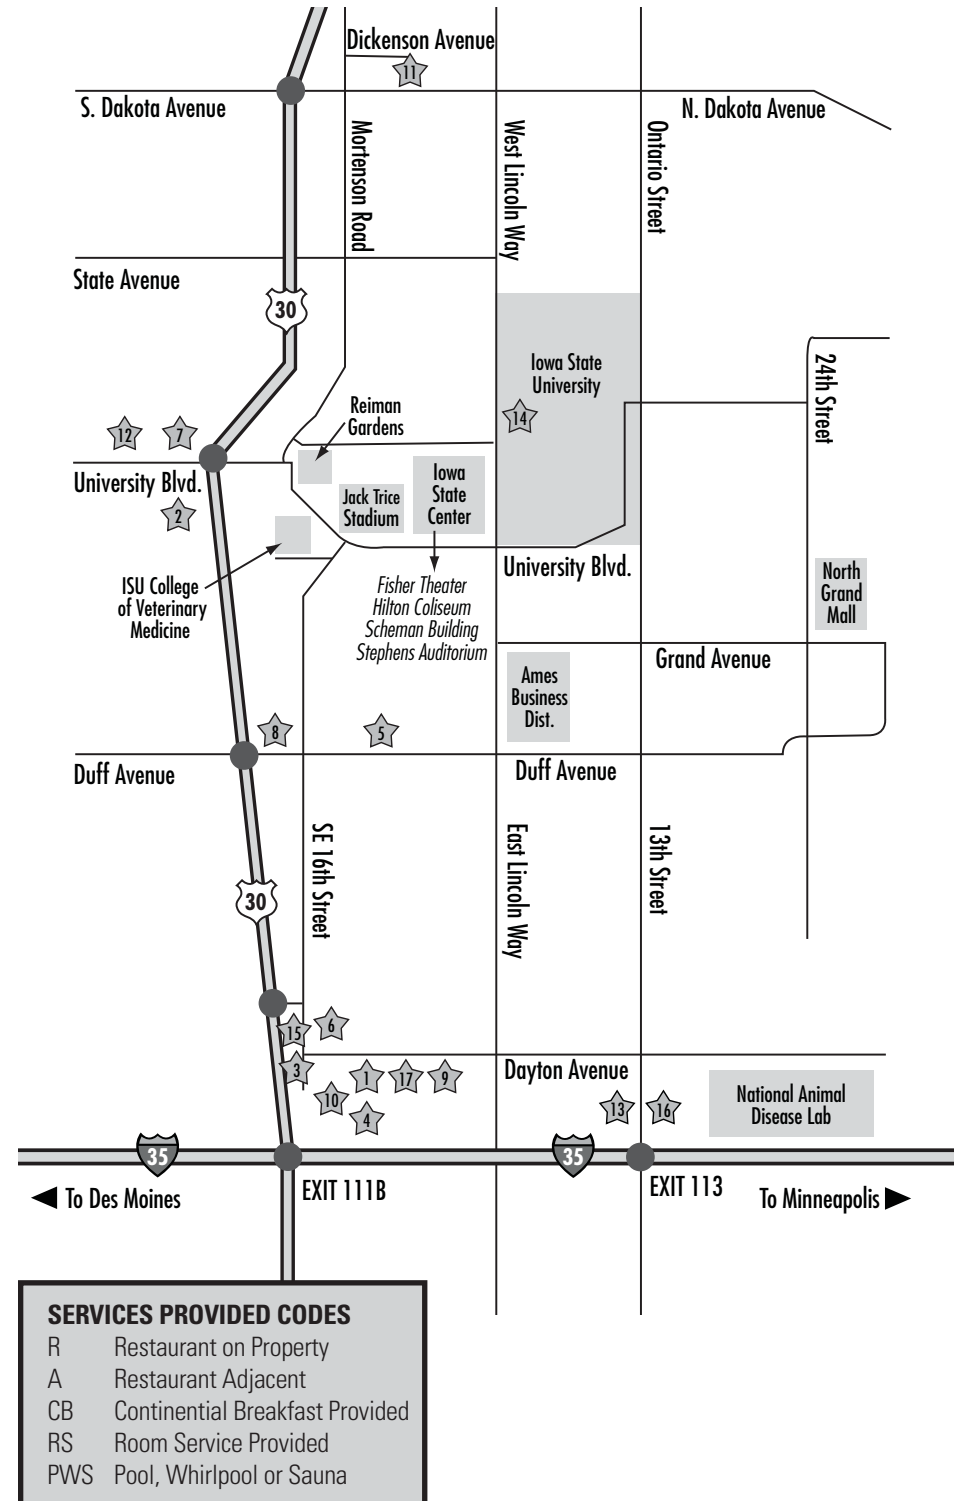 Dickenson Avenue
11
S. Dakota Avenue
N. Dakota Avenue
Mortenson Road
West Lincoln Way
Ontario Street
State Avenue
30
Iowa State
University
14
24th Street
Reiman
Gardens
12
7
University Blvd.
2
Jack Trice
Stadium
Iowa
State
Center
University Blvd.
ISU College
of Veterinary
Medicine
Fisher Theater
Hilton Coliseum
Scheman Building
Stephens Auditorium
North
Grand
Mall
Grand Avenue
Ames
Business
Dist.
8
5
Duff Avenue
Duff Avenue
SE 16th Street
East Lincoln Way
13th Street
30
15
6
3
1
17
9
10
4
Dayton Avenue
13
16
National Animal
Disease Lab
35
35
To Des Moines
EXIT 111B
EXIT 113
To Minneapolis
SERVICES PROVIDED CODES
R Restaurant on Property
A Restaurant Adjacent
CB Continential Breakfast Provided
RS Room Service Provided
PWS Pool, Whirlpool or Sauna